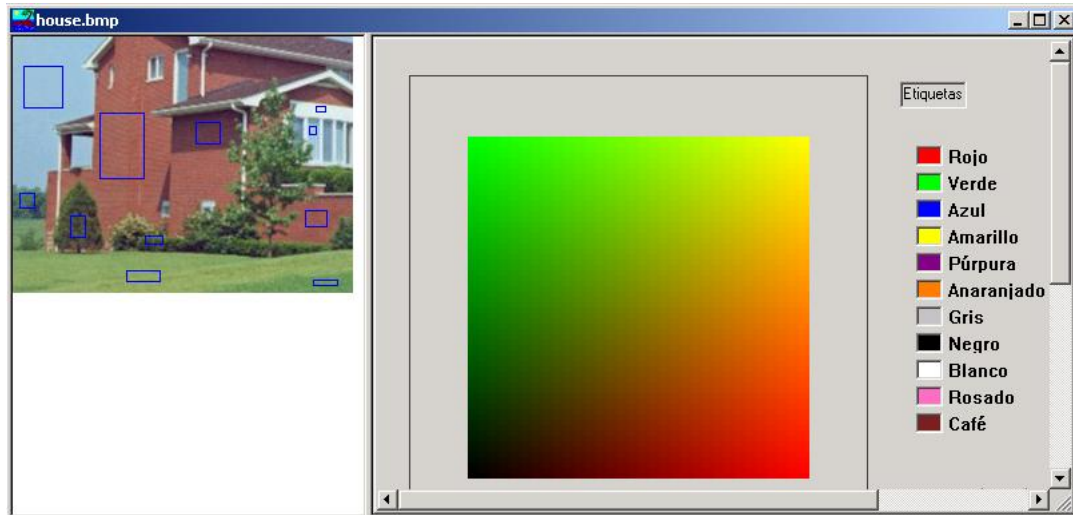 house.bmp
Etiquetas
Rojo
Verde
Azul
Amarillo
Púrpura
Anaranjado
Gris
Negro
Blanco
Rosado
Café